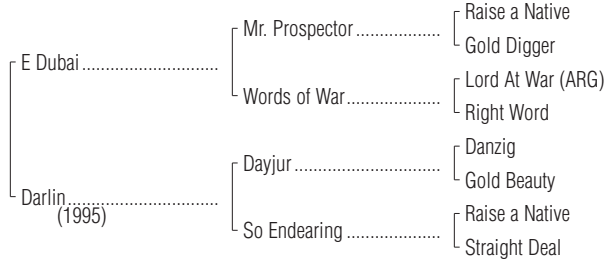 Raise a Native
Mr. Prospector
Gold Digger
E Dubai
Lord At War (ARG)
Words of War
Right Word
Danzig
Dayjur
Gold Beauty
Darlin
(1995)
Raise a Native
So Endearing
Straight Deal